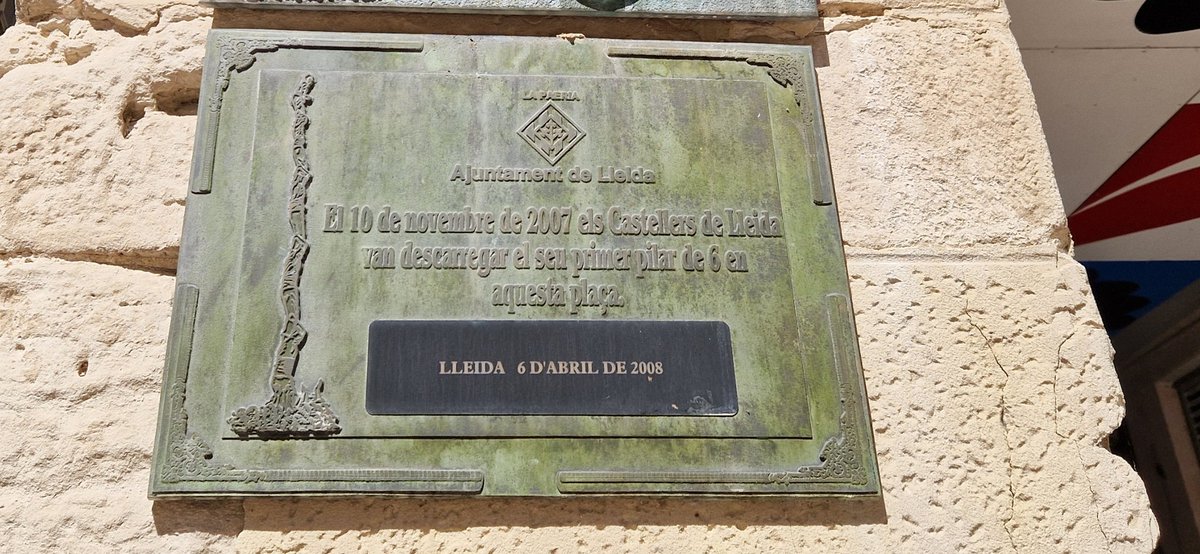 LA PAERIA
Ajuntament de Lleida
El 10 de novembre de 2007 els Castellers de Lleida
van descarregar el seu primer pilar de 6 en
aquesta plaça.
LLEIDA 6 D'ABRIL DE 2008